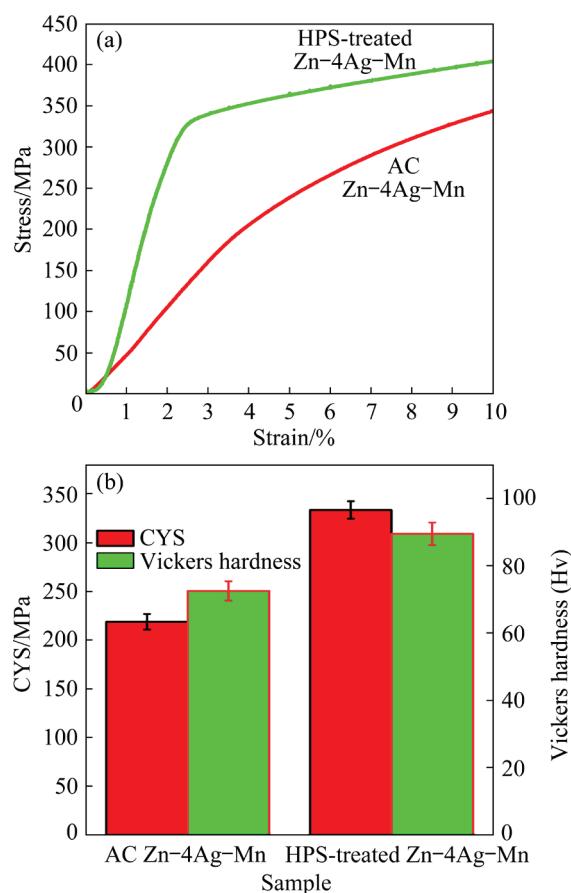 (a)
HPS-treated
Zn−4Ag−Mn
AC
Zn−4Ag−Mn
Stress/MPa
450
400
350
300
250
200
150
100
50
0
1 2 3 4 5 6 7 8 9 10
Strain/%
(b)
CYS
Vickers hardness
CYS/MPa
350
300
250
200
150
100
50
0
Vickers hardness (Hv)
100
80
60
40
20
0
AC Zn−4Ag−Mn HPS-treated Zn−4Ag−Mn
Sample